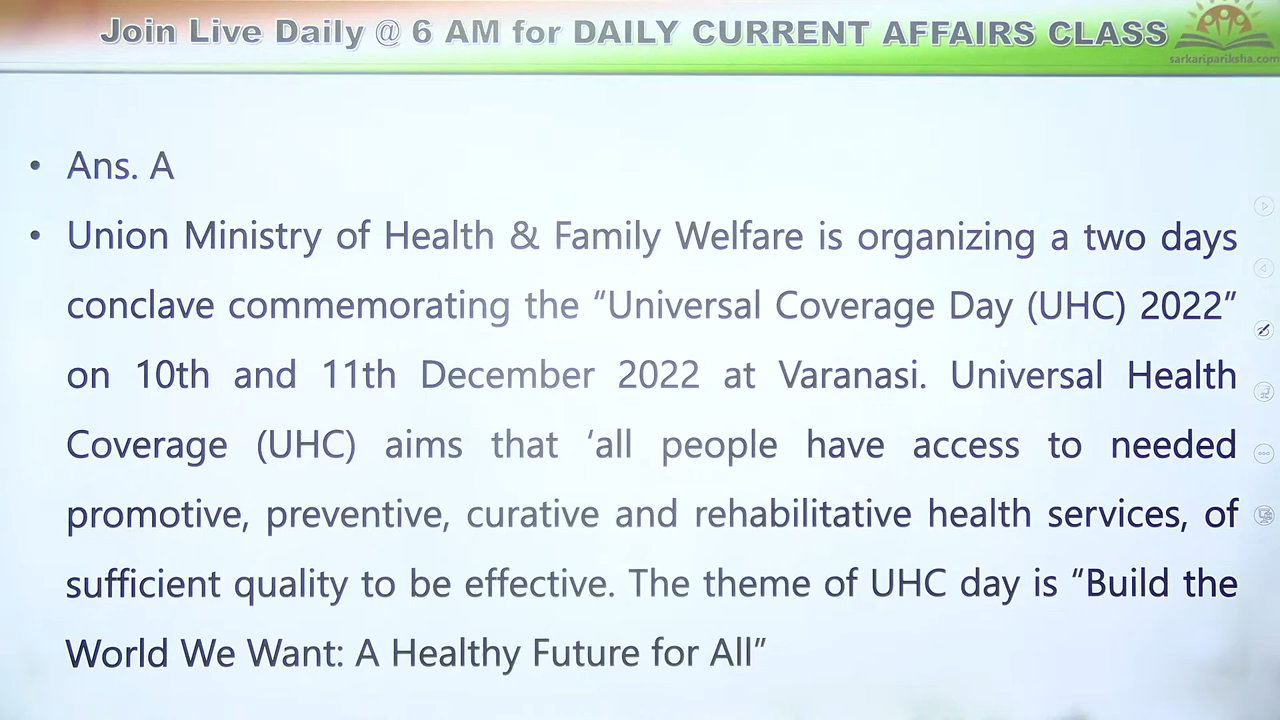 Join Live Daily @ 6 AM for DAILY CURRENT AFFAIRS CLASS
sarkaripariksha.com
• Ans. A
• Union Ministry of Health & Family Welfare is organizing a two days
conclave commemorating the “Universal Coverage Day (UHC) 2022”
on 10th and 11th December 2022 at Varanasi. Universal Health
Coverage (UHC) aims that ‘all people have access to needed
promotive, preventive, curative and rehabilitative health services, of
sufficient quality to be effective. The theme of UHC day is “Build the
World We Want: A Healthy Future for All”